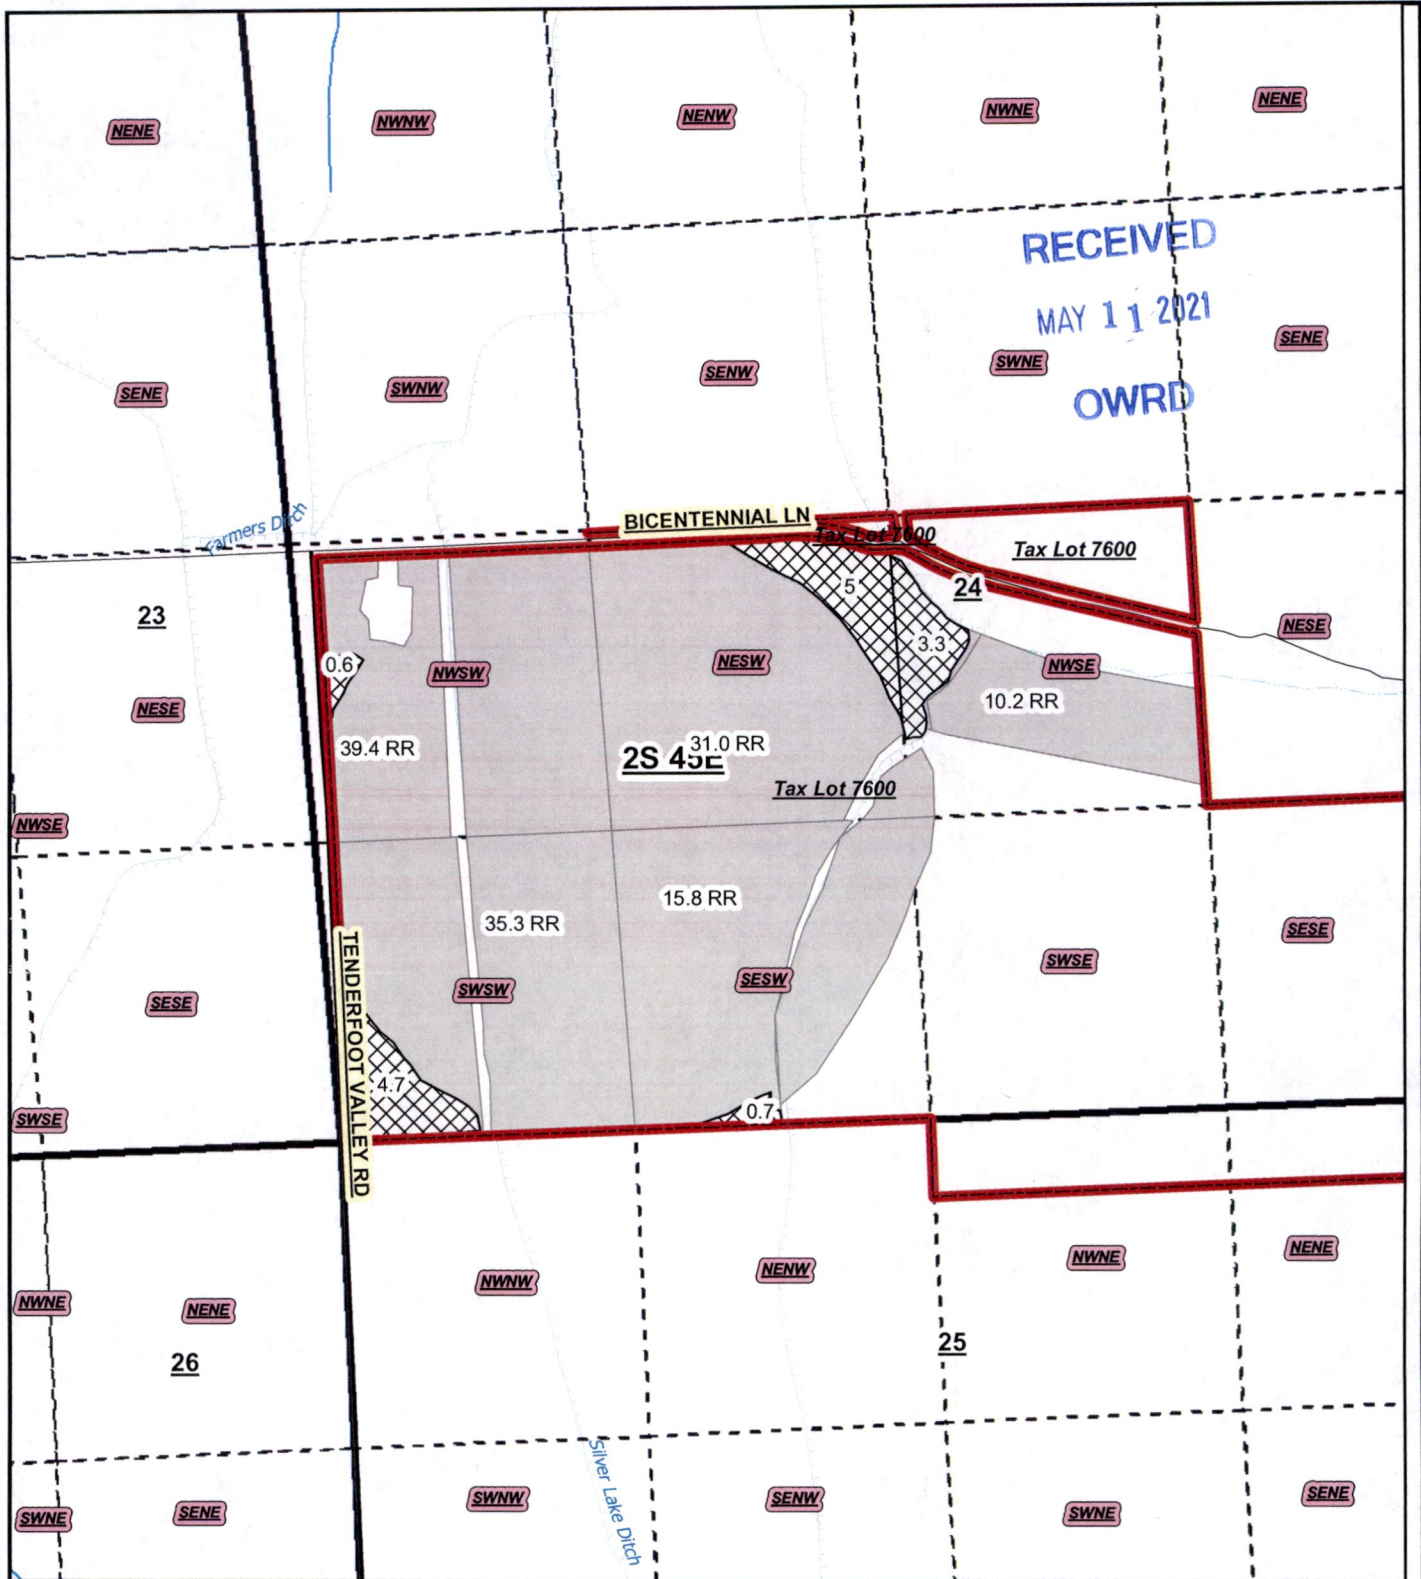 NENE
NWNW
NENW
NWNE
NENE
RECEIVED
MAY 11 2021
OWRD
SENE
SWNW
SENW
SWNE
SENE
Farmers Ditch
BICENTENNIAL LN
Tax Lot 7600
Tax Lot 7600
23
24
5
3.3
0.6
NWSW
NESW
NWSE
NESE
NESE
10.2 RR
39.4 RR
31.0 RR
2S 45E
Tax Lot 7600
NWSE
15.8 RR
35.3 RR
SESE
SWSW
SESW
SWSE
SESE
TENDERFOOT VALLEY RD
4.7
0.7
SWSE
NWNE
NENE
NWNW
NENW
NWNE
NENE
26
25
Silver Lake Ditch
SWNE
SENE
SWNW
SENW
SWNE
SENE